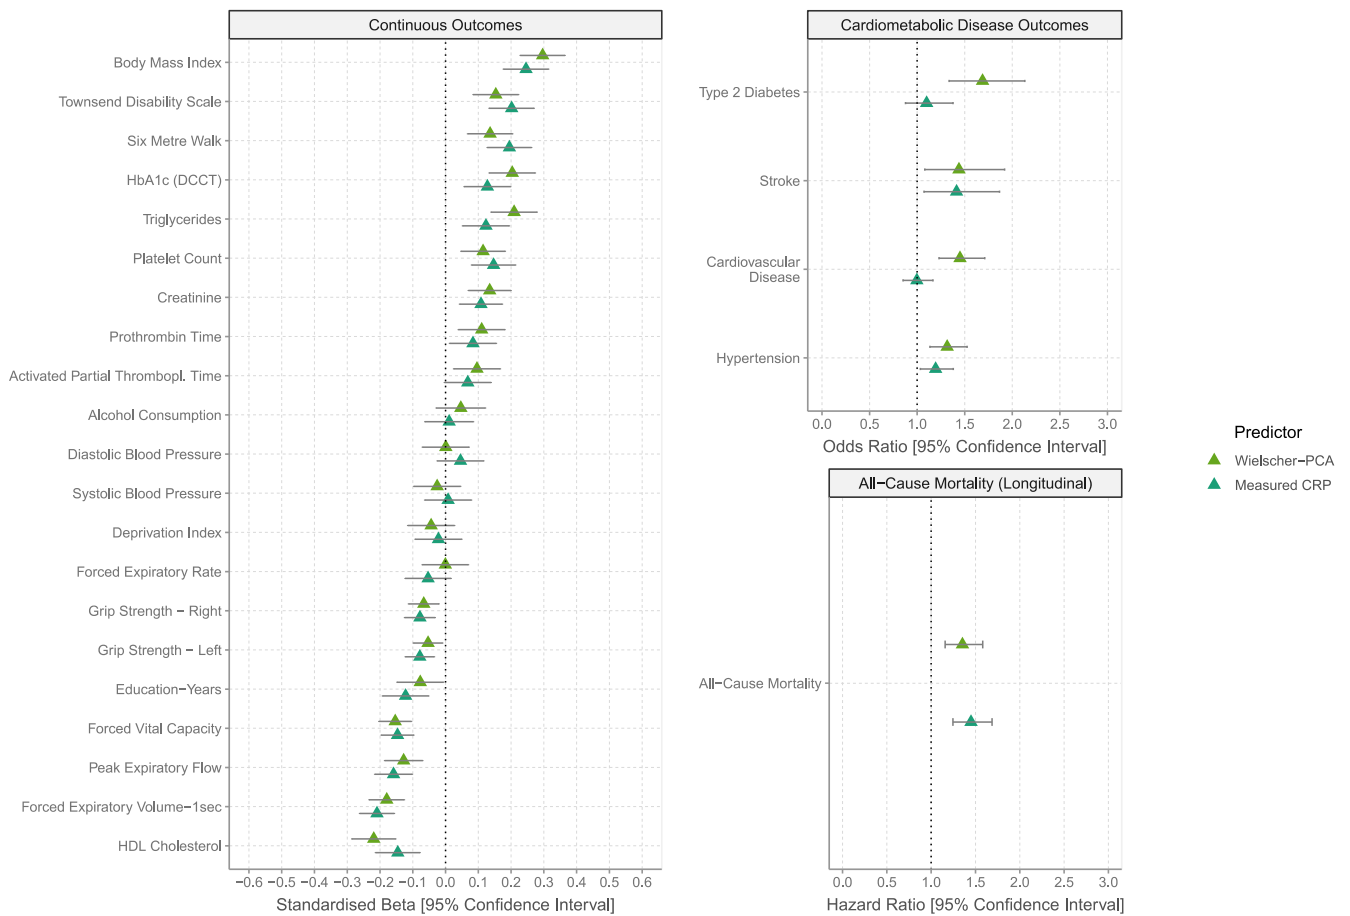 Continuous Outcomes
Body Mass Index
Townsend Disability Scale
Six Metre Walk
HbA1c (DCCT)
Triglycerides
Platelet Count
Creatinine
Prothrombin Time
Activated Partial Thrombopl. Time
Alcohol Consumption
Diastolic Blood Pressure
Systolic Blood Pressure
Deprivation Index
Forced Expiratory Rate
Grip Strength − Right
Grip Strength − Left
Education−Years
Forced Vital Capacity
Peak Expiratory Flow
Forced Expiratory Volume−1sec
HDL Cholesterol
−0.6 −0.5 −0.4 −0.3 −0.2 −0.1 0.0 0.1 0.2 0.3 0.4 0.5 0.6
Standardised Beta [95% Confidence Interval]
Cardiometabolic Disease Outcomes
Type 2 Diabetes
Stroke
Cardiovascular
Disease
Hypertension
0.0 0.5 1.0 1.5 2.0 2.5 3.0
Odds Ratio [95% Confidence Interval]
All−Cause Mortality (Longitudinal)
All−Cause Mortality
0.0 0.5 1.0 1.5 2.0 2.5 3.0
Hazard Ratio [95% Confidence Interval]
Predictor
Wielscher−PCA
Measured CRP